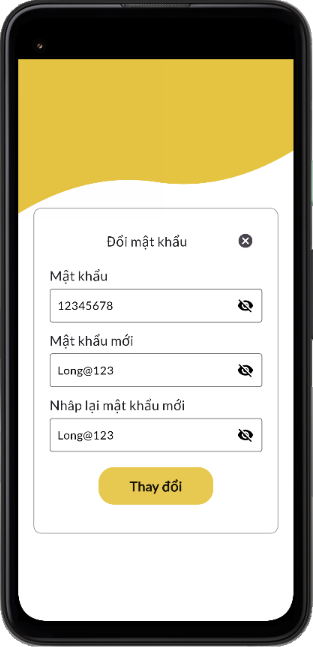 Đổi mật khẩu
Mật khẩu
12345678
Mật khẩu mới
Long@123
Nhâp lại mật khẩu mới
Long@123
Thay đổi